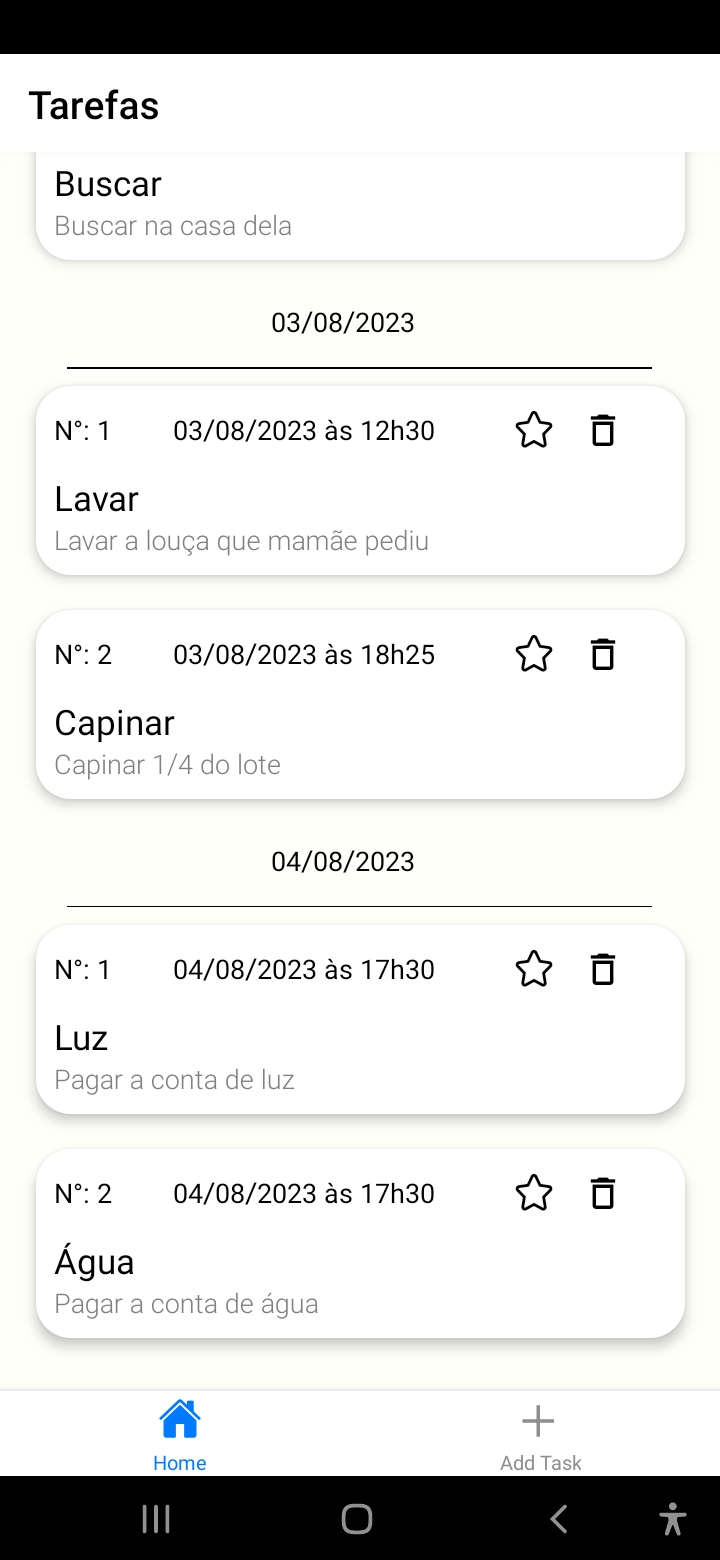 Tarefas
Buscar
Buscar na casa dela
03/08/2023
N°: 1 03/08/2023 às 12h30
Lavar
Lavar a louça que mamãe pediu
N°: 2 03/08/2023 às 18h25
Capinar
Capinar 1/4 do lote
04/08/2023
N°: 1 04/08/2023 às 17h30
Luz
Pagar a conta de luz
N°: 2 04/08/2023 às 17h30
Água
Pagar a conta de água
Home Add Task